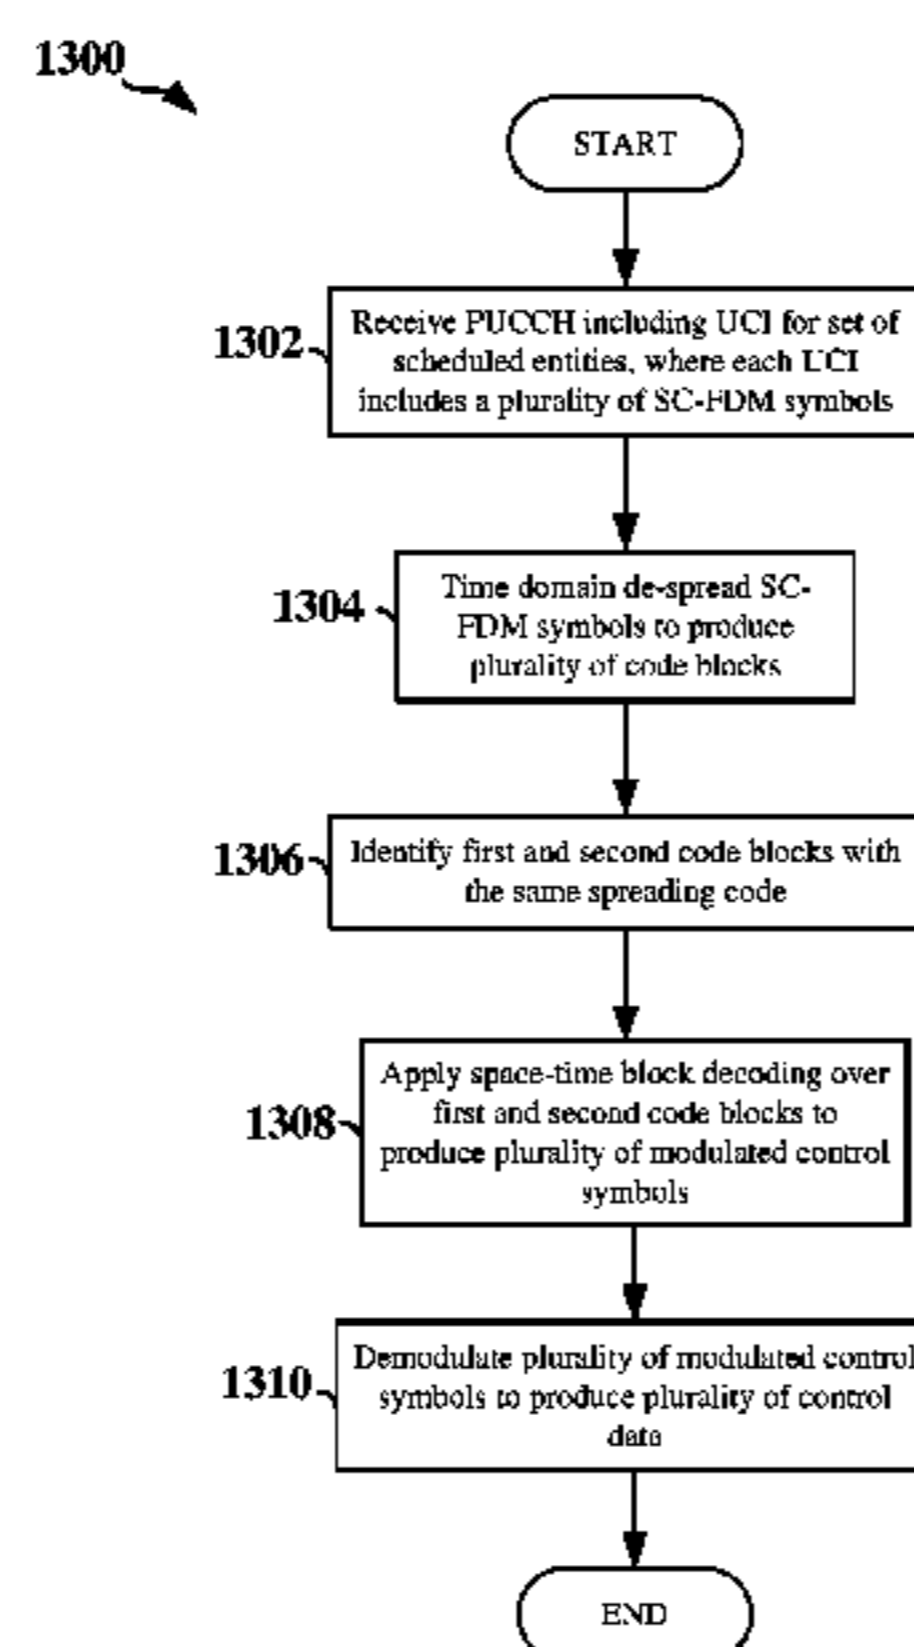 1300
START
1302
Receive PUCCH including UCI for set of
scheduled entities, where each UCI
includes a plurality of SC-FDM symbols
1304
Time domain de-spread SC-
FDM symbols to produce
plurality of code blocks
1306
Identify first and second code blocks with
the same spreading code
1308
Apply space-time block decoding over
first and second code blocks to
produce plurality of modulated control
symbols
1310
Demodulate plurality of modulated control
symbols to produce plurality of control
data
END